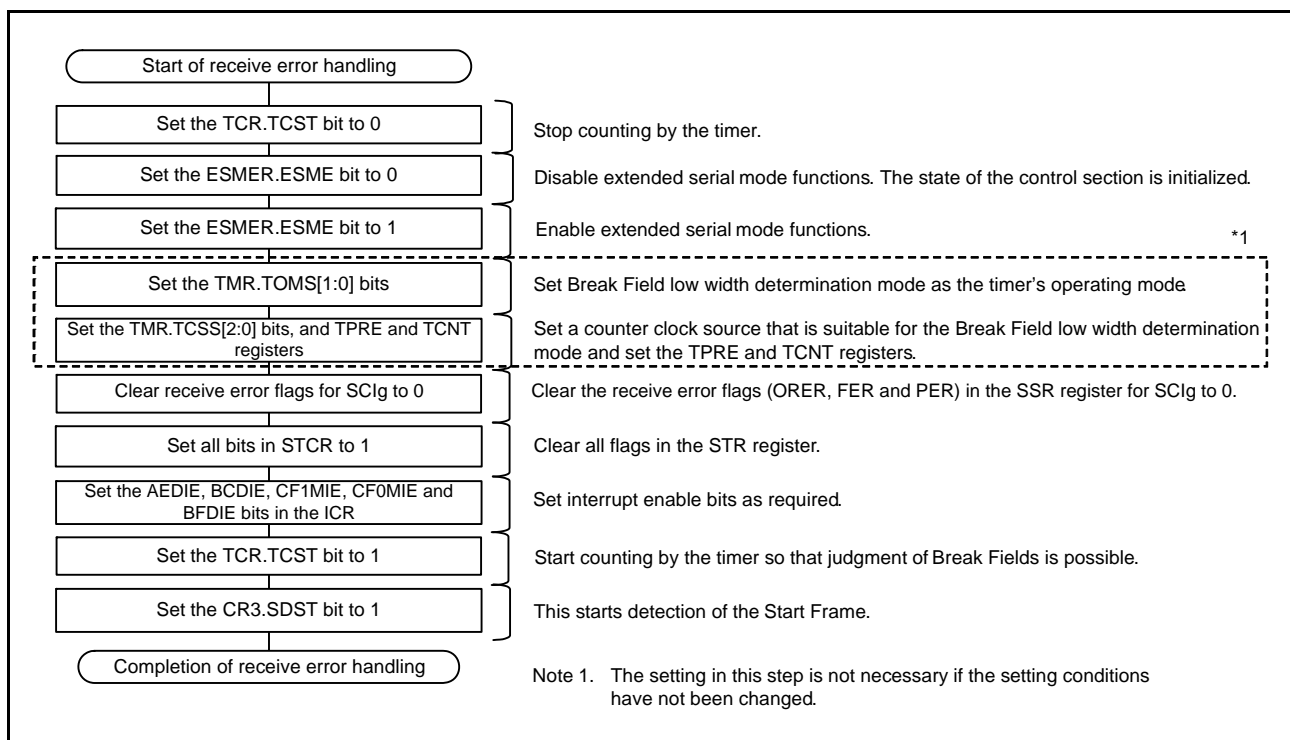 Start of receive error handling
Set the TCR.TCST bit to 0
Stop counting by the timer.
Set the ESMER.ESME bit to 0
Disable extended serial mode functions. The state of the control section is initialized.
Set the ESMER.ESME bit to 1
Enable extended serial mode functions.
*1
Set the TMR.TOMS[1:0] bits
Set Break Field low width determination mode as the timer's operating mode.
Set the TMR.TCSS[2:0] bits, and TPRE and TCNT
registers
Set a counter clock source that is suitable for the Break Field low width determination
mode and set the TPRE and TCNT registers.
Clear receive error flags for SCIg to 0
Clear the receive error flags (ORER, FER and PER) in the SSR register for SCIg to 0.
Set all bits in STCR to 1
Clear all flags in the STR register.
Set the AEDIE, BCDIE, CF1MIE, CF0MIE and
BFDIE bits in the ICR
Set interrupt enable bits as required.
Set the TCR.TCST bit to 1
Start counting by the timer so that judgment of Break Fields is possible.
Set the CR3.SDST bit to 1
This starts detection of the Start Frame.
Completion of receive error handling
Note 1. The setting in this step is not necessary if the setting conditions
have not been changed.